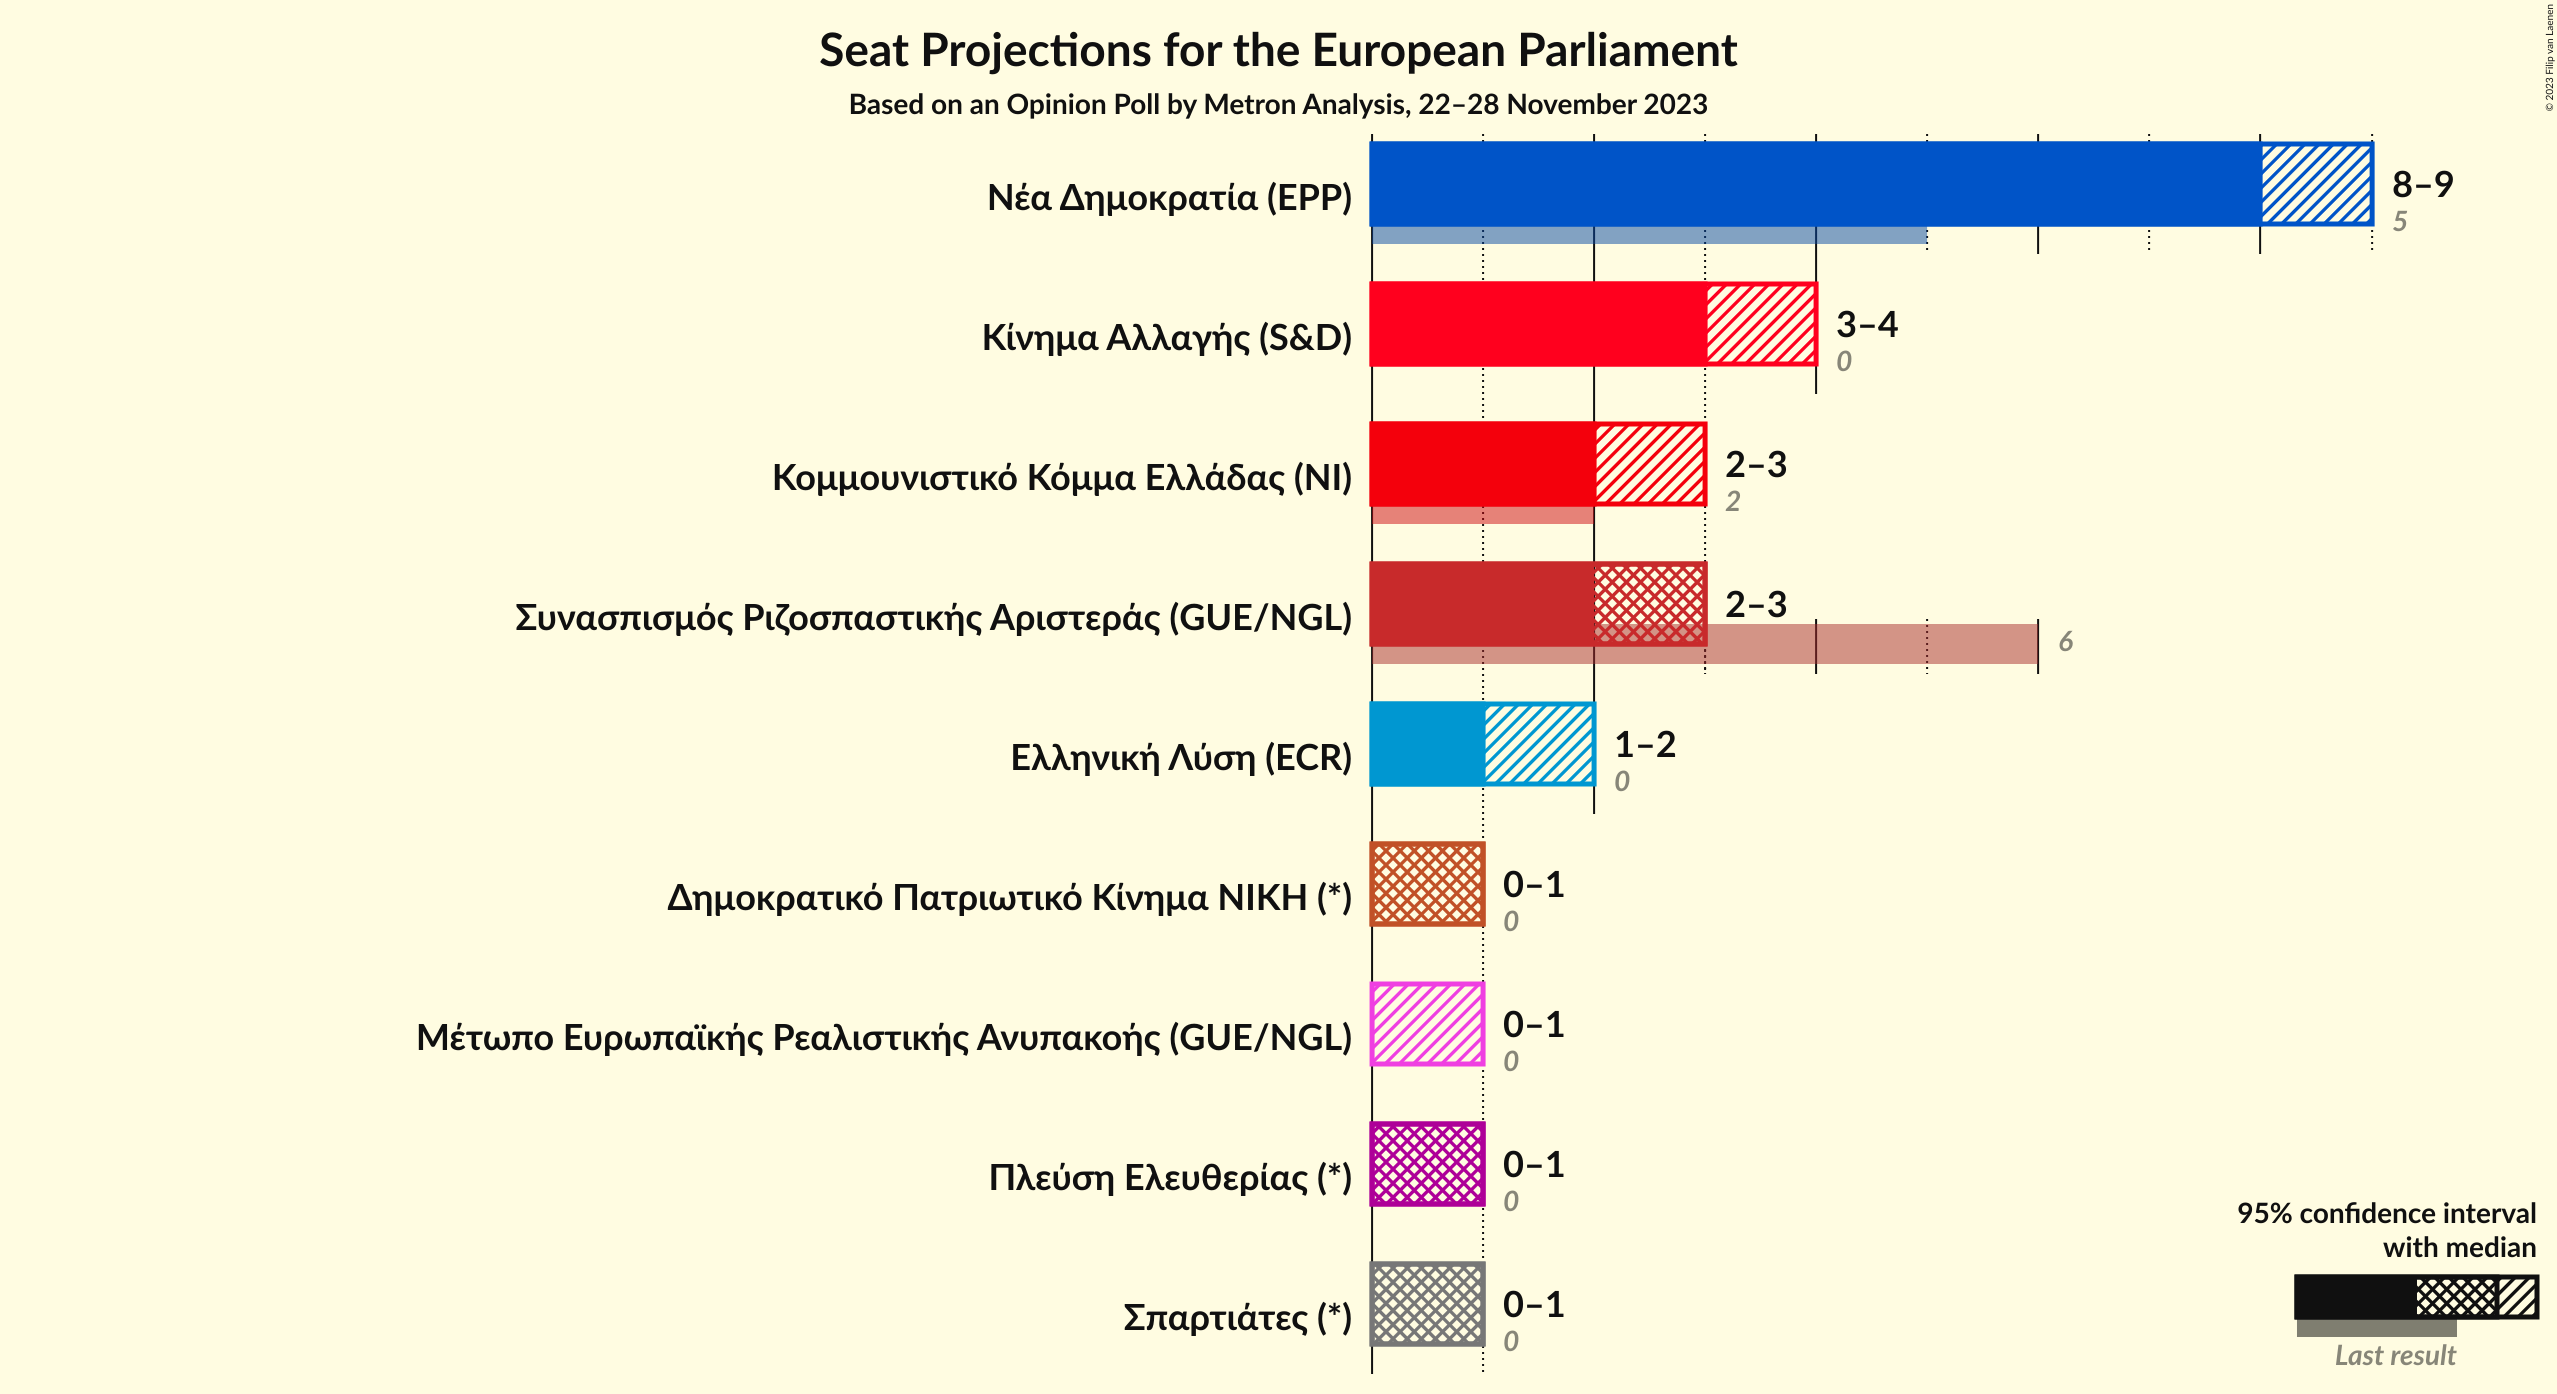 Seat Projections for the European Parliament
Based on an Opinion Poll by Metron Analysis, 22–28 November 2023
© 2023 Filip van Laenen
Νέα Δημοκρατία (EPP)
8–9
5
Κίνημα Αλλαγής (S&D)
3–4
0
Κομμουνιστικό Κόμμα Ελλάδας (NI)
2–3
2
Συνασπισμός Ριζοσπαστικής Αριστεράς (GUE/NGL)
2–3
6
Ελληνική Λύση (ECR)
1–2
0
Δημοκρατικό Πατριωτικό Κίνημα ΝΙΚΗ (*)
0–1
0
Μέτωπο Ευρωπαϊκής Ρεαλιστικής Ανυπακοής (GUE/NGL)
0–1
0
Πλεύση Ελευθερίας (*)
0–1
0
Σπαρτιάτες (*)
0–1
0
95% confidence interval
with median
Last result